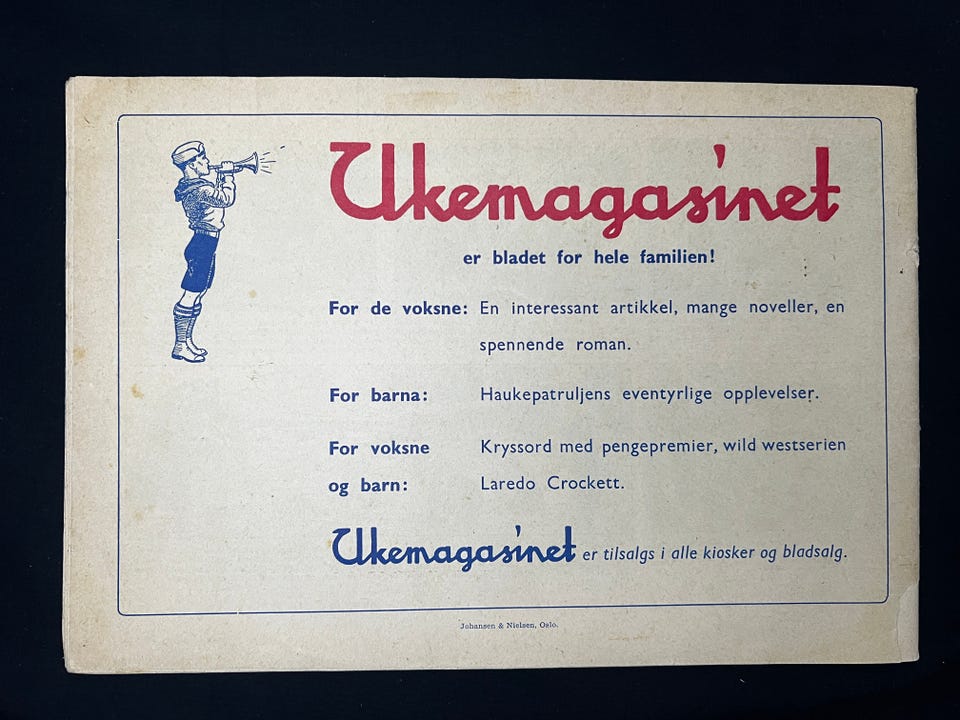 Ukemagasinet
er bladet for hele familien!
For de voksne: En interessant artikkel, mange noveller, en
spennende roman.
For barna: Haukepatruljens eventyrlige opplevelser.
For voksne Kryssord med pengepremier, wild westserien
og barn: Laredo Crockett.
Ukemagasinet er tilsalgs i alle kiosker og bladsalg.
Johansen & Nielsen, Oslo.